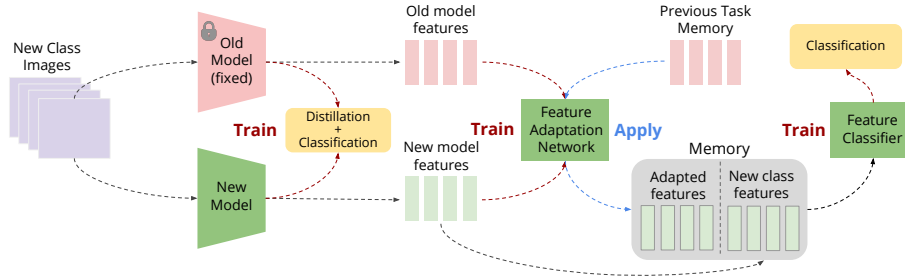 New Class
Images
Old
Model
(fixed)
Train
Distillation
+
Classification
New
Model
Old model
features
New model
features
Train
Feature
Adaptation
Network
Apply
Previous Task
Memory
Memory
Adapted
features
New class
features
Classification
Train
Feature
Classifier